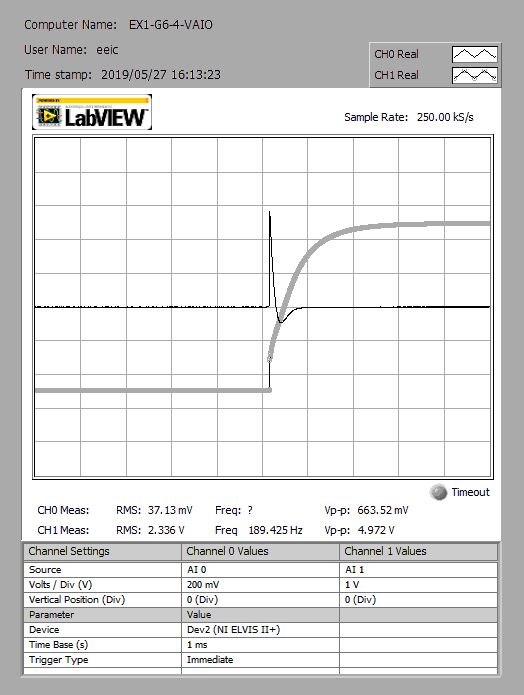 Computer Name: EX1-G6-4-VAIO
User Name: eeic
Time stamp: 2019/05/27 16:13:23
CH0 Real
CH1 Real
POWERED BY
LabVIEW
Sample Rate: 250.00 kS/s
Timeout
CH0 Meas: RMS: 37.13 mV Freq: ? Vp-p: 663.52 mV
CH1 Meas: RMS: 2.336 V Freq 189.425 Hz Vp-p: 4.972 V
Channel Settings Channel 0 Values Channel 1 Values
Source AI 0 AI 1
Volts / Div (V) 200 mV 1 V
Vertical Position (Div) 0 (Div) 0 (Div)
Parameter Value
Device Dev2 (NI ELVIS II+)
Time Base (s) 1 ms
Trigger Type Immediate